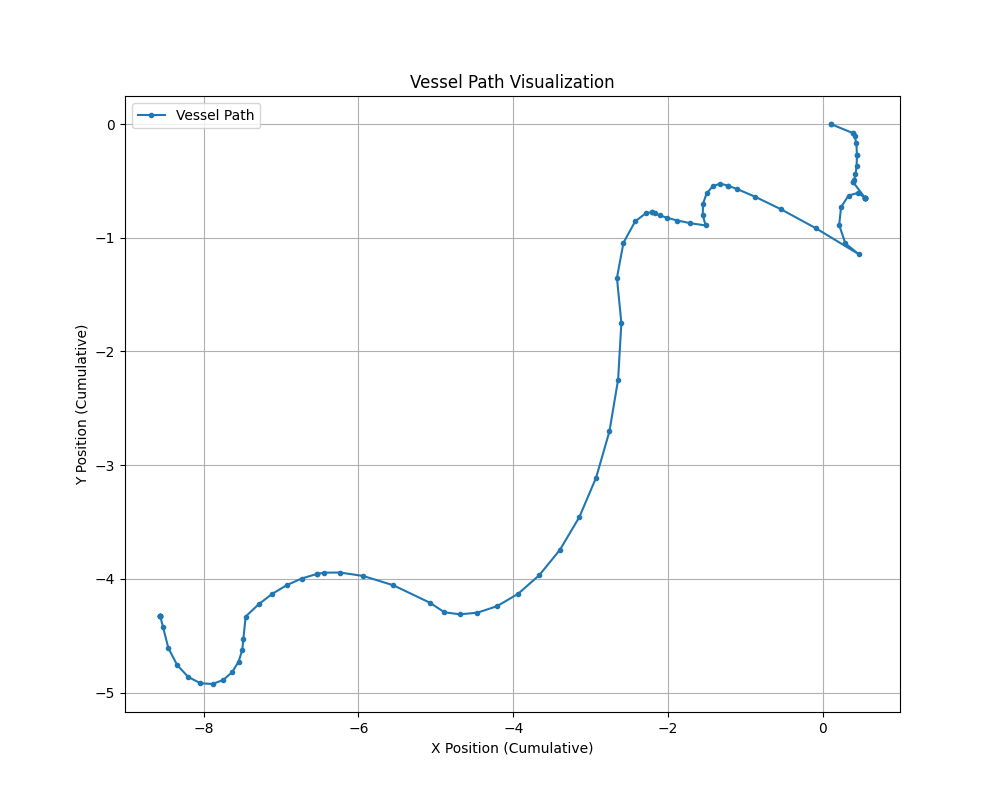 Vessel Path Visualization
Vessel Path
Y Position (Cumulative)
0
−1
−2
−3
−4
−5
−8
−6
−4
−2
0
X Position (Cumulative)